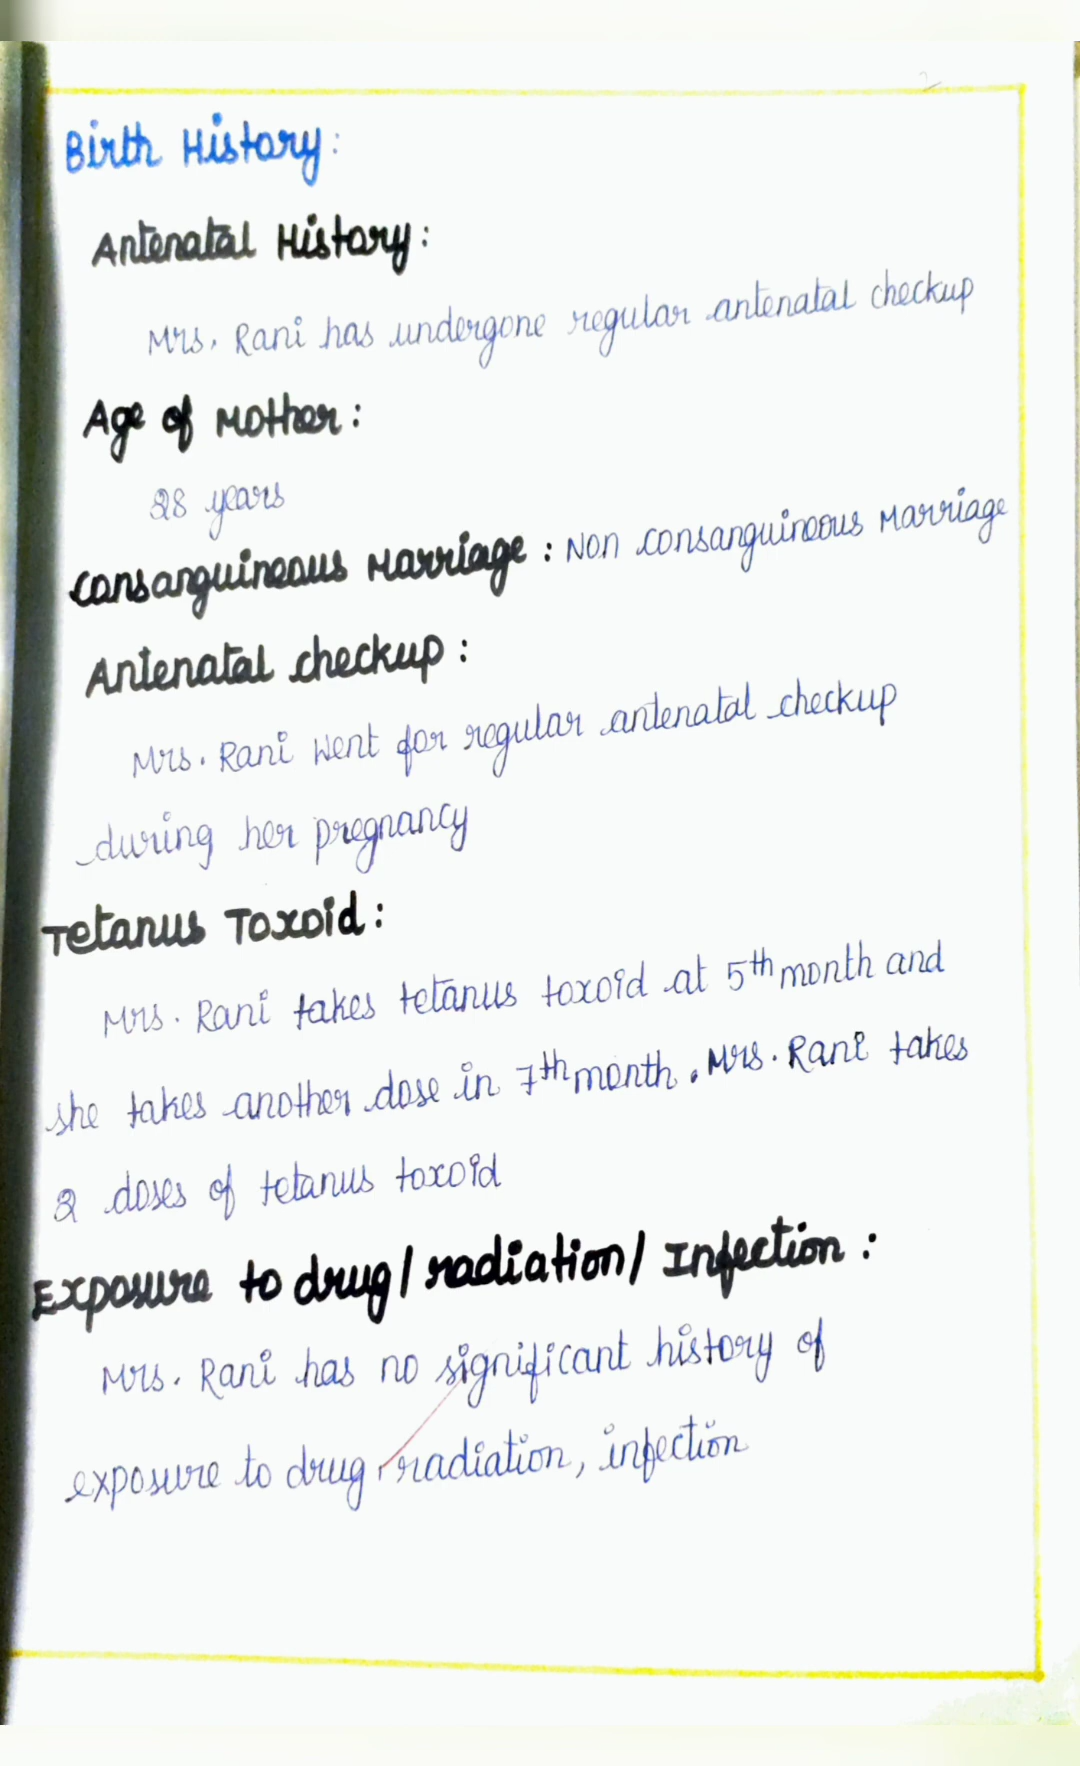 Birth History:
Antenatal History:
Mrs. Rani has undergone regular antenatal checkup
Age of Mother:
28 years
Consanguineous Marriage: Non consanguineous Marriage
Antenatal checkup:
Mrs. Rani went for regular antenatal checkup
during her pregnancy
Tetanus Toxoid:
Mrs. Rani takes tetanus toxoid at 5th month and
she takes another dose in 7th month. Mrs. Rani takes
2 doses of tetanus toxoid
Exposure to drug/radiation/Infection:
Mrs. Rani has no significant history of
exposure to drug, radiation, infection